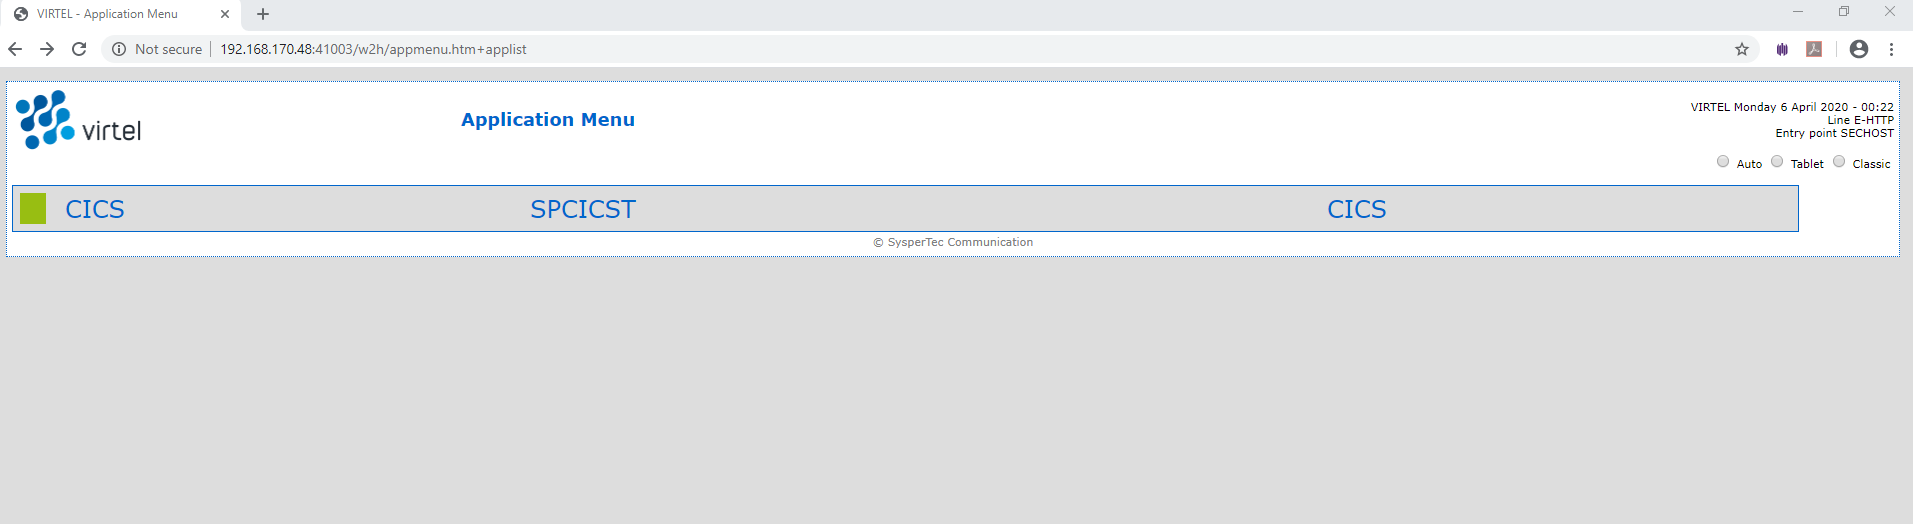 VIRTEL - Application Menu
Not secure | 192.168.170.48:41003/w2h/appmenu.htm+applist
virtel
Application Menu
VIRTEL Monday 6 April 2020 - 00:22
Line E-HTTP
Entry point SECHOST
Auto Tablet Classic
CICS SPCICST CICS
© SysperTec Communication